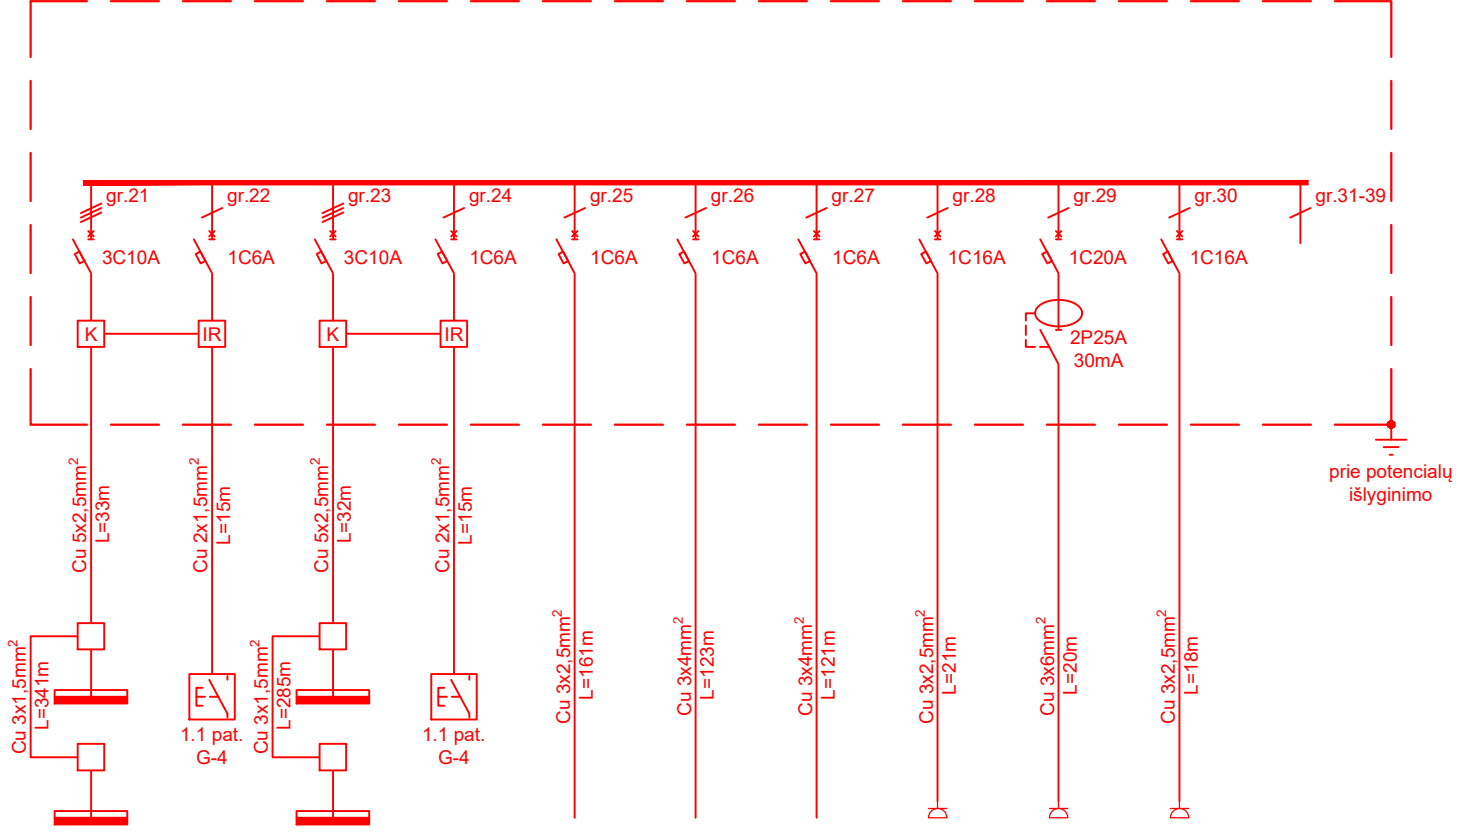 gr.21
gr.22
gr.23
gr.24
gr.25
gr.26
gr.27
gr.28
gr.29
gr.30
gr.31-39
3C10A
1C6A
3C10A
1C6A
1C6A
1C6A
1C6A
1C16A
1C20A
1C16A
K
IR
K
IR
2P25A
30mA
prie potencialų
išlyginimo
Cu 5x2,5mm²
L=33m
Cu 2x1,5mm²
L=15m
Cu 5x2,5mm²
L=32m
Cu 2x1,5mm²
L=15m
Cu 3x1,5mm²
L=341m
Cu 3x1,5mm²
L=285m
Cu 3x2,5mm²
L=161m
Cu 3x4mm²
L=123m
Cu 3x4mm²
L=121m
Cu 3x2,5mm²
L=21m
Cu 3x6mm²
L=20m
Cu 3x2,5mm²
L=18m
1.1 pat.
G-4
1.1 pat.
G-4